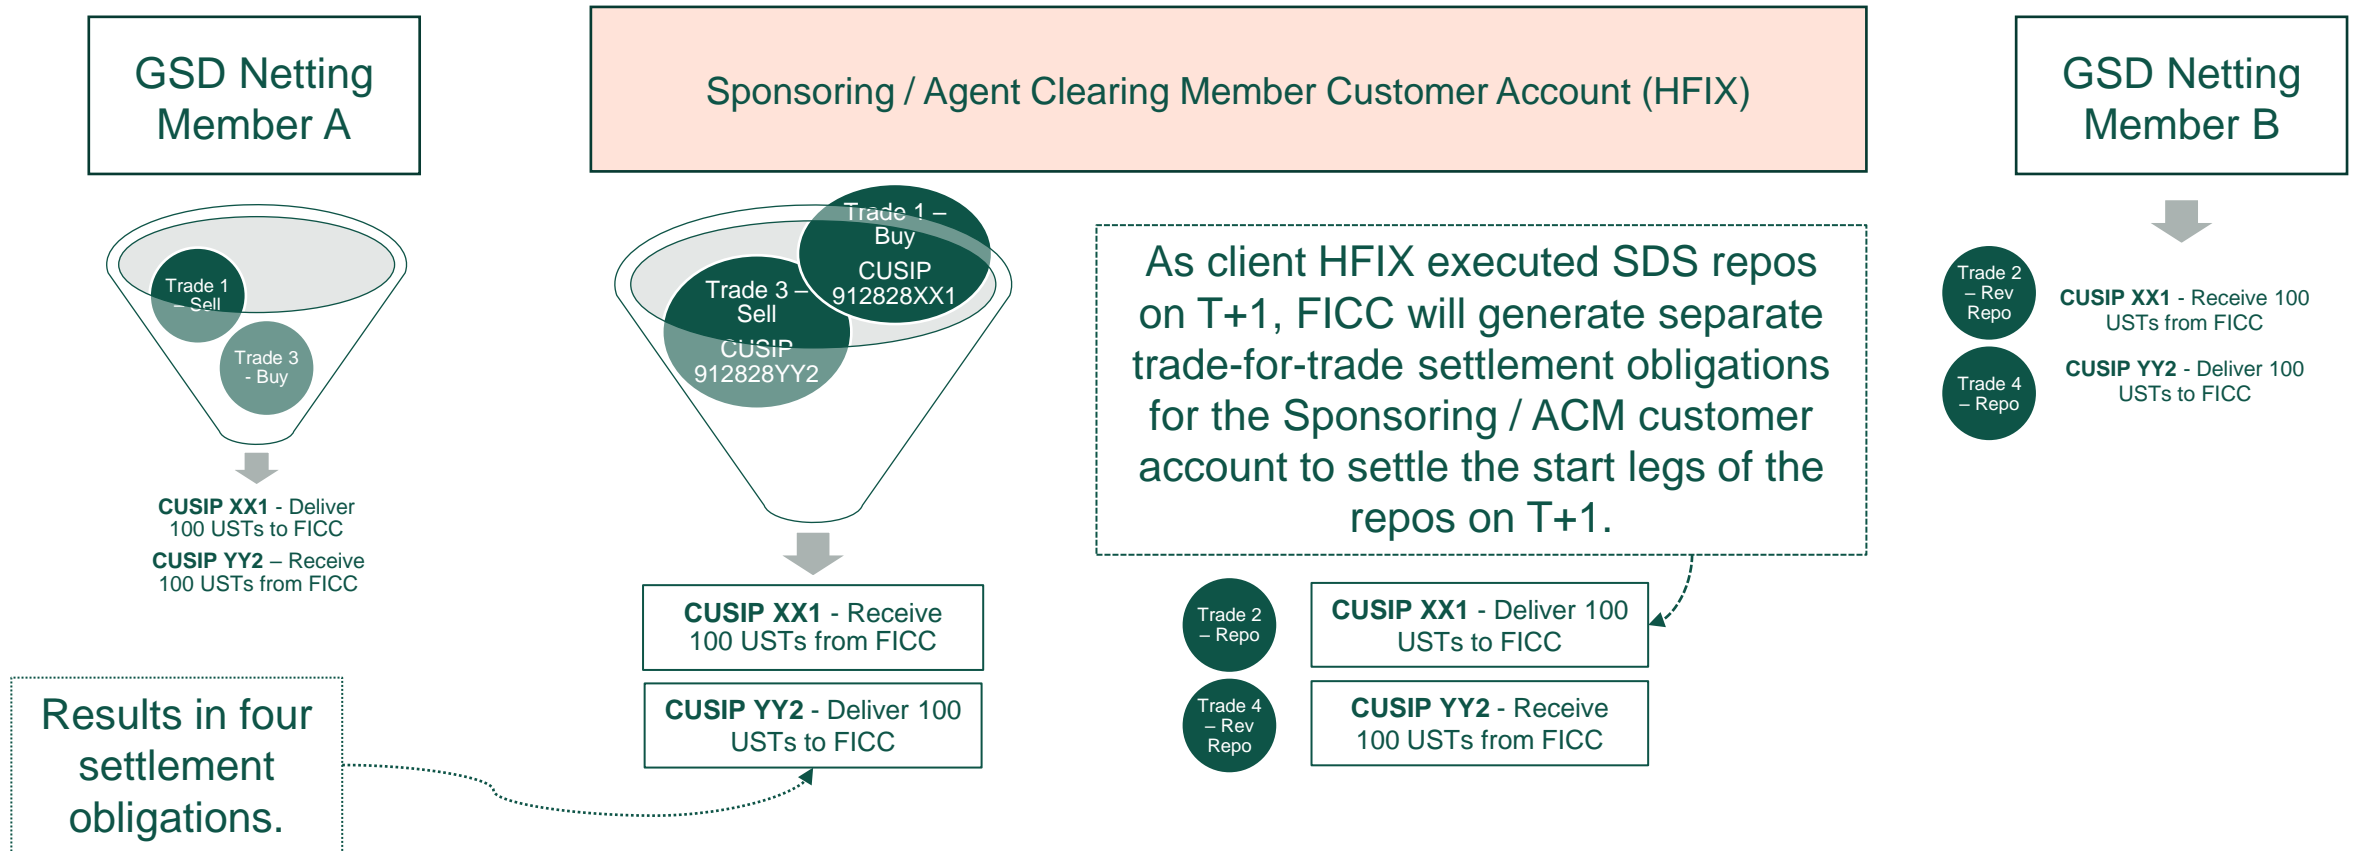 GSD Netting
Member A
Sponsoring / Agent Clearing Member Customer Account (HFIX)
GSD Netting
Member B
Trade 1
– Sell
Trade 3
- Buy
CUSIP XX1 - Deliver
100 USTs to FICC
CUSIP YY2 – Receive
100 USTs from FICC
Trade 1 –
Buy
CUSIP
912828XX1
Trade 3 –
Sell
CUSIP
912828YY2
CUSIP XX1 - Receive
100 USTs from FICC
CUSIP YY2 - Deliver 100
USTs to FICC
As client HFIX executed SDS repos
on T+1, FICC will generate separate
trade-for-trade settlement obligations
for the Sponsoring / ACM customer
account to settle the start legs of the
repos on T+1.
Trade 2
– Repo
CUSIP XX1 - Deliver 100
USTs to FICC
Trade 4
– Rev
Repo
CUSIP YY2 - Receive
100 USTs from FICC
Trade 2
– Rev
Repo
CUSIP XX1 - Receive 100
USTs from FICC
Trade 4
– Repo
CUSIP YY2 - Deliver 100
USTs to FICC
Results in four
settlement
obligations.